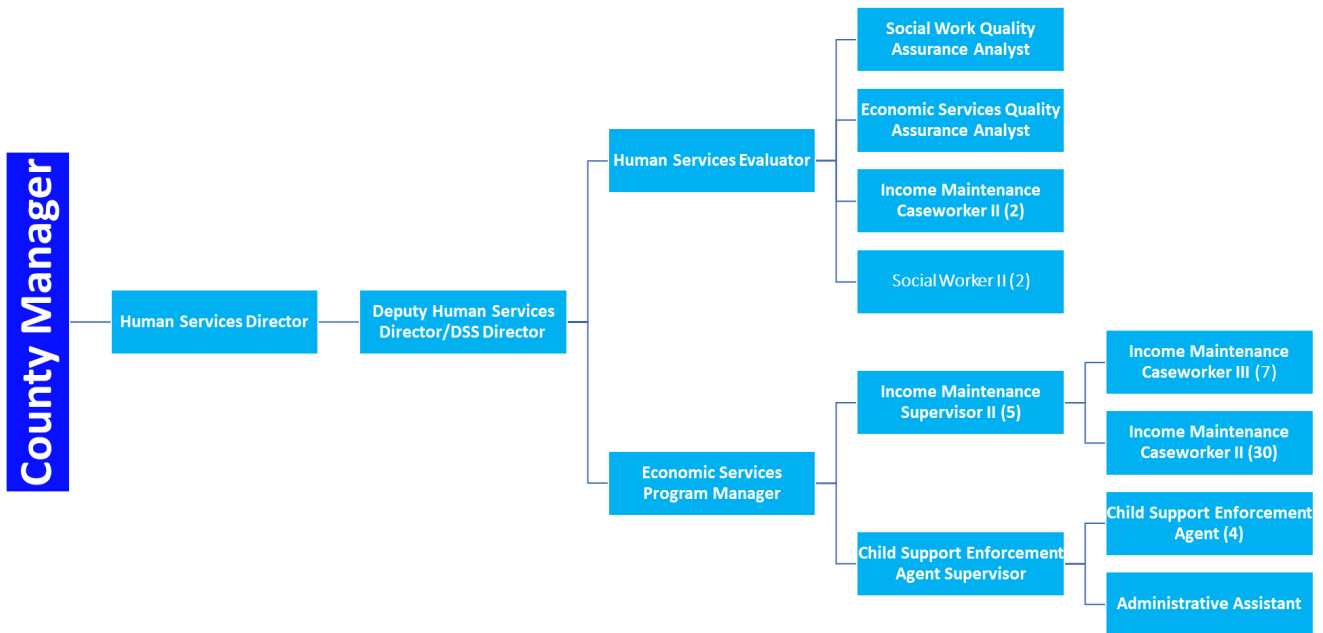 County Manager
Human Services Director
Deputy Human Services
Director/DSS Director
Human Services Evaluator
Social Work Quality
Assurance Analyst
Economic Services Quality
Assurance Analyst
Income Maintenance
Caseworker II (2)
Social Worker II (2)
Economic Services
Program Manager
Income Maintenance
Supervisor II (5)
Income Maintenance
Caseworker III (7)
Income Maintenance
Caseworker II (30)
Child Support Enforcement
Agent Supervisor
Child Support Enforcement
Agent (4)
Administrative Assistant